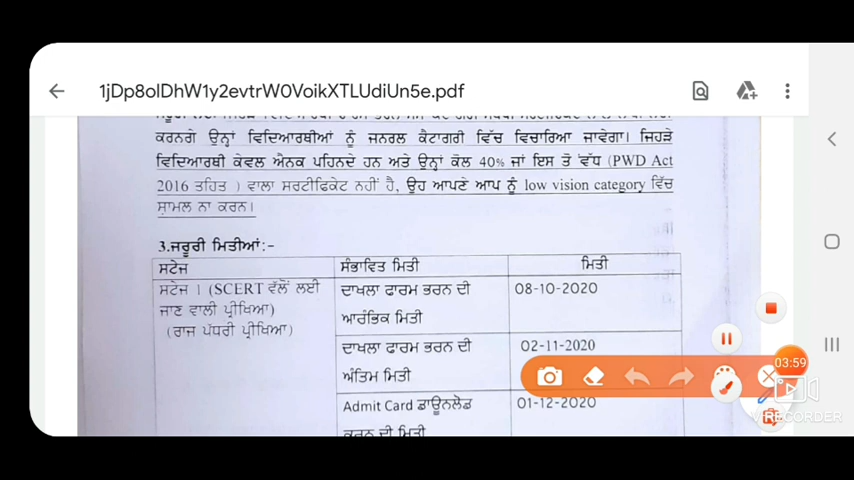 1jDp8olDhW1y2evtrW0VoikXTLUdiUn5e.pdf
ਕਰਨਗੇ ਉਨ੍ਹਾਂ ਵਿਦਿਆਰਥੀਆਂ ਨੂੰ ਜਨਰਲ ਕੈਟਾਗਰੀ ਵਿੱਚ ਵਿਚਾਰਿਆ ਜਾਵੇਗਾ। ਜਿਹੜੇ
ਵਿਦਿਆਰਥੀ ਕੇਵਲ ਐਨਕ ਪਹਿਨਦੇ ਹਨ ਅਤੇ ਉਨ੍ਹਾਂ ਕੋਲ 40% ਜਾਂ ਇਸ ਤੋਂ ਵੱਧ (PWD Act
2016 ਤਹਿਤ ) ਵਾਲਾ ਸਰਟੀਫਿਕੇਟ ਨਹੀਂ ਹੈ, ਉਹ ਆਪਣੇ ਆਪ ਨੂੰ low vision category ਵਿੱਚ
ਸ਼ਾਮਲ ਨਾ ਕਰਨ।
3.ਜਰੂਰੀ ਮਿਤੀਆਂ:-
ਸਟੇਜ ਸੰਭਾਵਿਤ ਮਿਤੀ ਮਿਤੀ
ਸਟੇਜ 1 (SCERT ਵੱਲੋਂ ਲਈ
ਜਾਣ ਵਾਲੀ ਪ੍ਰੀਖਿਆ)
(ਰਾਜ ਪੱਧਰੀ ਪ੍ਰੀਖਿਆ)
ਦਾਖਲਾ ਫਾਰਮ ਭਰਨ ਦੀ
ਆਰੰਭਿਕ ਮਿਤੀ
08-10-2020
ਦਾਖਲਾ ਫਾਰਮ ਭਰਨ ਦੀ
ਅੰਤਿਮ ਮਿਤੀ
02-11-2020
Admit Card ਡਾਊਨਲੋਡ
ਕਰਨ ਦੀ ਮਿਤੀ
01-12-2020
03:59
VIRECORDER